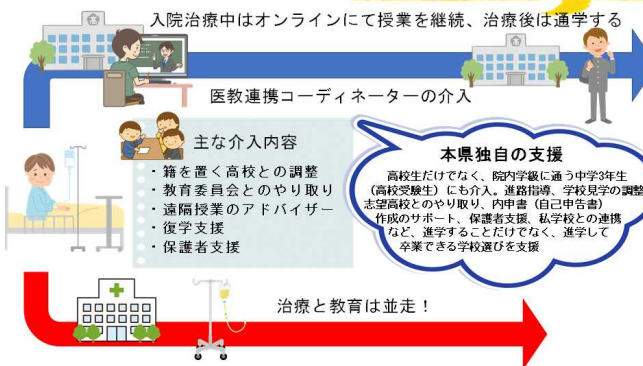 入院治療中はオンラインにて授業を継続、治療後は通学する
医教連携コーディネーターの介入
主な介入内容
・籍を置く高校との調整
・教育委員会とのやり取り
・遠隔授業のアドバイザー
・復学支援
・保護者支援
本県独自の支援
高校生だけでなく、院内学級に通う中学3年生
（高校受験生）にも介入。進路指導、学校見学の調整
志望高校とのやり取り、内申書（自己申告書）
作成のサポート、保護者支援、私学校との連携
など、進学することだけでなく、進学して
卒業できる学校選びを支援
治療と教育は並走！